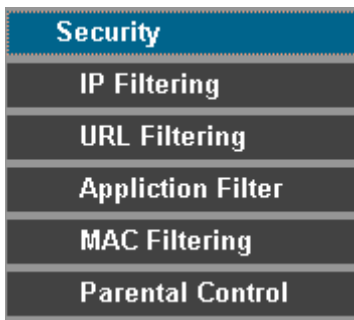 Security
IP Filtering
URL Filtering
Appliction Filter
MAC Filtering
Parental Control